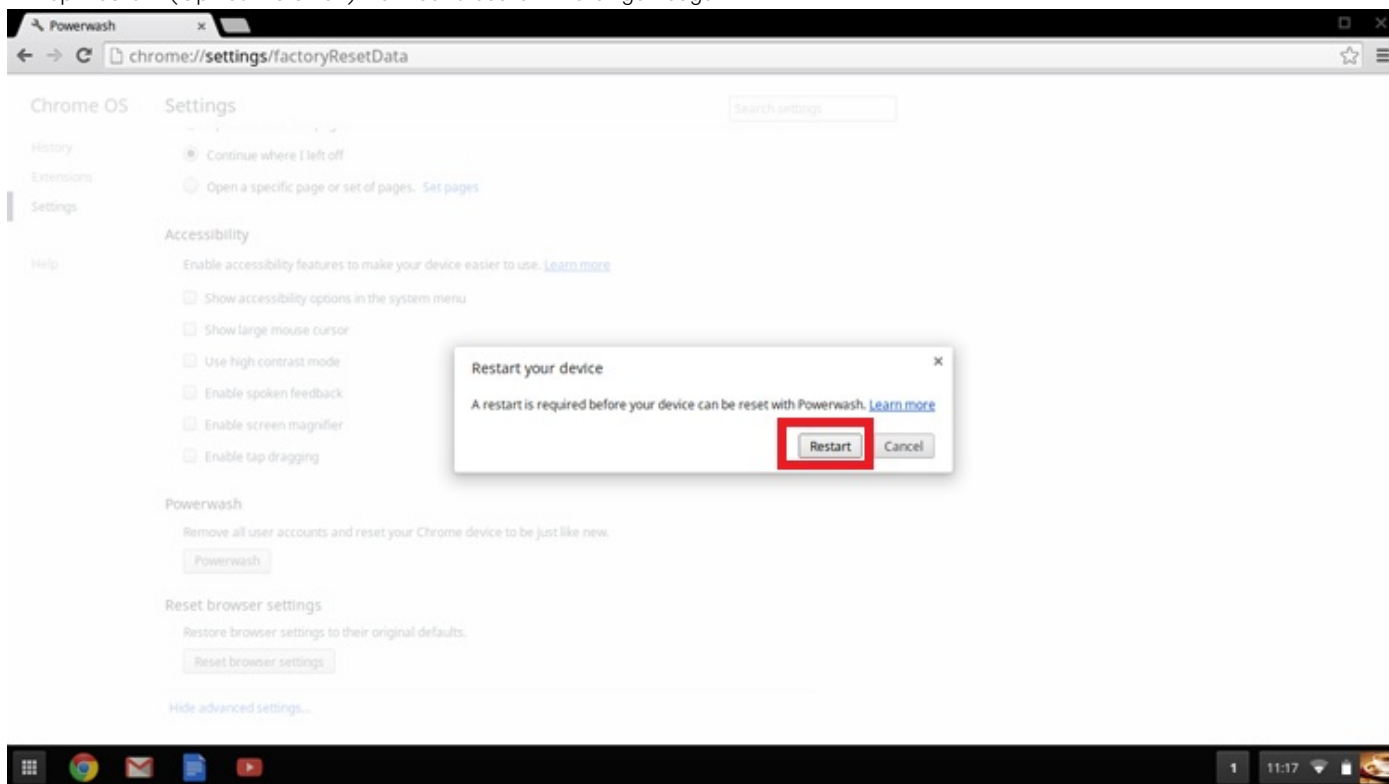 Powerwash
chrome://settings/factoryResetData
Chrome OS
Settings
Search settings
History
Continue where I left off
Extensions
Open a specific page or set of pages. Set pages
Settings
Accessibility
Help
Enable accessibility features to make your device easier to use. Learn more
Show accessibility options in the system menu
Show large mouse cursor
Use high contrast mode
Enable spoken feedback
Enable screen magnifier
Enable tap dragging
Restart your device
A restart is required before your device can be reset with Powerwash. Learn more
Restart
Cancel
Powerwash
Remove all user accounts and reset your Chrome device to be just like new.
Powerwash
Reset browser settings
Restore browser settings to their original defaults.
Reset browser settings
Hide advanced settings...
1
11:17